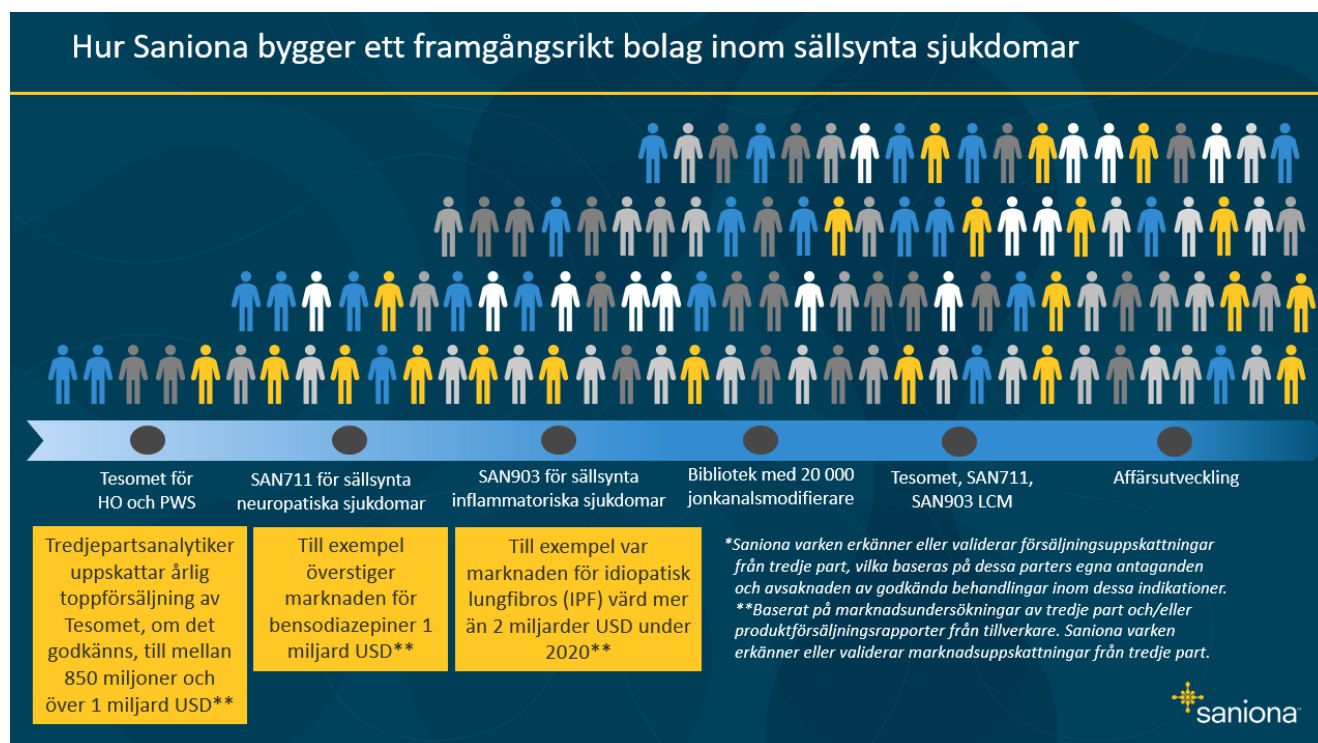 Hur Saniona bygger ett framgångsrikt bolag inom sällsynta sjukdomar
Tesomet för
HO och PWS
SAN711 för sällsynta
neuropatiska sjukdomar
SAN903 för sällsynta
inflammatoriska sjukdomar
Bibliotek med 20 000
jonkanalsmodifierare
Tesomet, SAN711,
SAN903 LCM
Affärsutveckling
Tredjepartsanalytiker
uppskattar årlig
toppförsäljning av
Tesomet, om det
godkänns, till mellan
850 miljoner och
över 1 miljard USD**
Till exempel
överstiger
marknaden för
bensodiazepiner 1
miljard USD**
Till exempel var
marknaden för idiopatisk
lungfibros (IPF) värd mer
än 2 miljarder USD under
2020**
*Saniona varken erkänner eller validerar försäljningsuppskattningar
från tredje part, vilka baseras på dessa parters egna antaganden
och avsaknaden av godkända behandlingar inom dessa indikationer.
**Baserat på marknadsundersökningar av tredje part och/eller
produktförsäljningsrapporter från tillverkare. Saniona varken
erkänner eller validerar marknadsuppskattningar från tredje part.
saniona